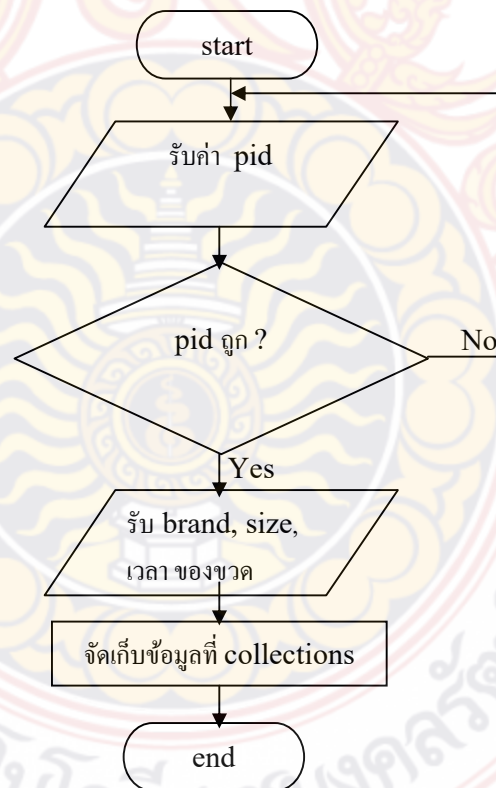 start
รับค่า pid
pid ถูก ?
No
Yes
รับ brand, size,
เวลา ของขวด
จัดเก็บข้อมูลที่ collections
end